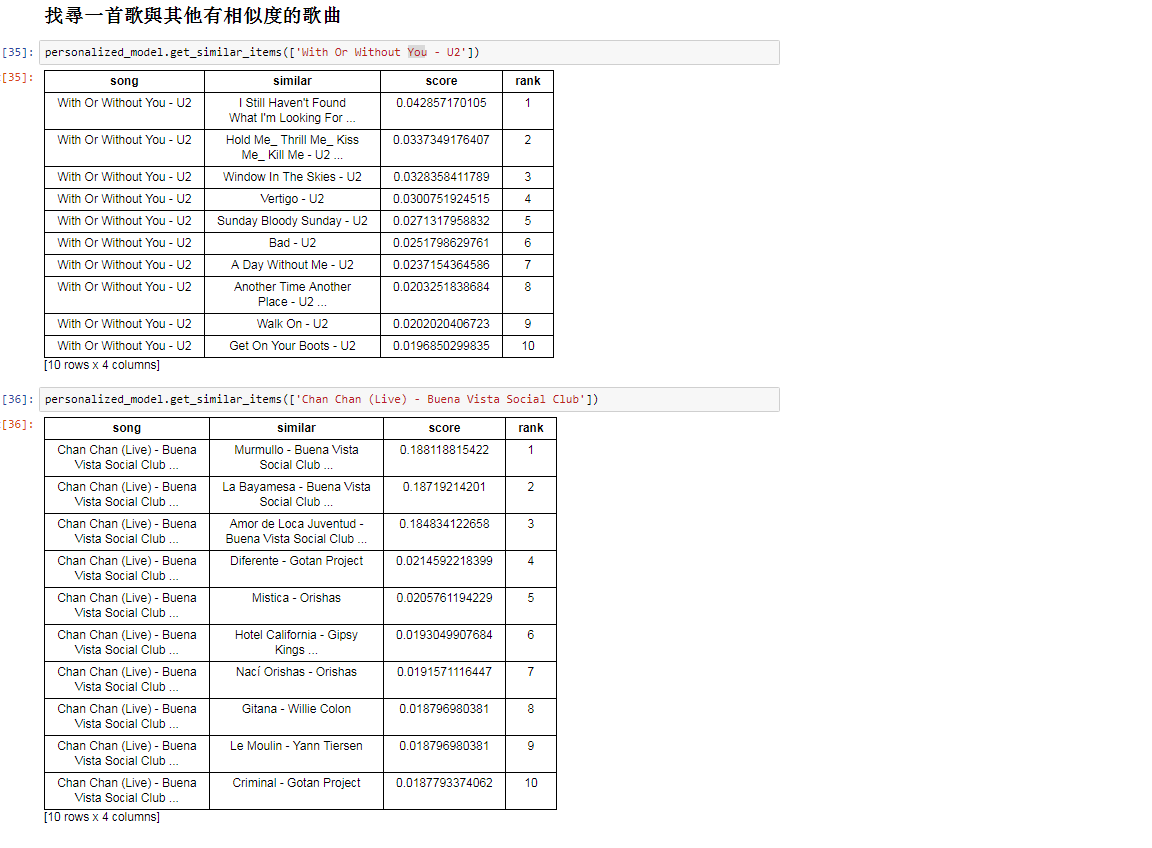 找尋一首歌與其他有相似度的歌曲
[35]: personalized_model.get_similar_items(['With Or Without You - U2'])
[35]:
song similar score rank
With Or Without You - U2 I Still Haven't Found What I'm Looking For ... 0.042857170105 1
With Or Without You - U2 Hold Me_ Thrill Me_ Kiss Me_ Kill Me - U2 ... 0.0337349176407 2
With Or Without You - U2 Window In The Skies - U2 0.0328358411789 3
With Or Without You - U2 Vertigo - U2 0.0300751924515 4
With Or Without You - U2 Sunday Bloody Sunday - U2 0.0271317958832 5
With Or Without You - U2 Bad - U2 0.0251798629761 6
With Or Without You - U2 A Day Without Me - U2 0.0237154364586 7
With Or Without You - U2 Another Time Another Place - U2 ... 0.0203251838684 8
With Or Without You - U2 Walk On - U2 0.0202020406723 9
With Or Without You - U2 Get On Your Boots - U2 0.0196850299835 10
[10 rows x 4 columns]
[36]: personalized_model.get_similar_items(['Chan Chan (Live) - Buena Vista Social Club'])
[36]:
song similar score rank
Chan Chan (Live) - Buena Vista Social Club ... Murmullo - Buena Vista Social Club ... 0.188118815422 1
Chan Chan (Live) - Buena Vista Social Club ... La Bayamesa - Buena Vista Social Club ... 0.18719214201 2
Chan Chan (Live) - Buena Vista Social Club ... Amor de Loca Juventud - Buena Vista Social Club ... 0.184834122658 3
Chan Chan (Live) - Buena Vista Social Club ... Diferente - Gotan Project 0.0214592218399 4
Chan Chan (Live) - Buena Vista Social Club ... Mistica - Orishas 0.0205761194229 5
Chan Chan (Live) - Buena Vista Social Club ... Hotel California - Gipsy Kings ... 0.0193049907684 6
Chan Chan (Live) - Buena Vista Social Club ... Nací Orishas - Orishas 0.0191571116447 7
Chan Chan (Live) - Buena Vista Social Club ... Gitana - Willie Colon 0.018796980381 8
Chan Chan (Live) - Buena Vista Social Club ... Le Moulin - Yann Tiersen 0.018796980381 9
Chan Chan (Live) - Buena Vista Social Club ... Criminal - Gotan Project 0.0187793374062 10
[10 rows x 4 columns]